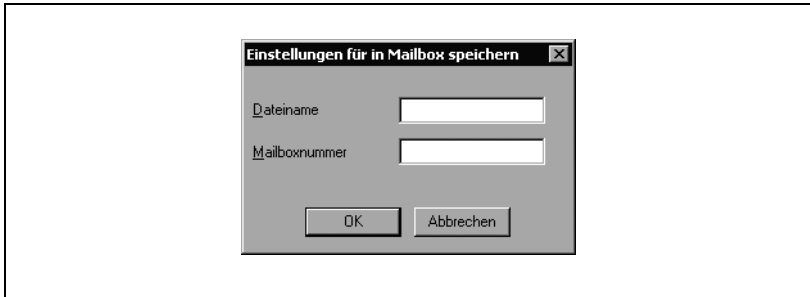 Einstellungen für in Mailbox speichern
Dateiname
Mailboxnummer
OK Abbrechen